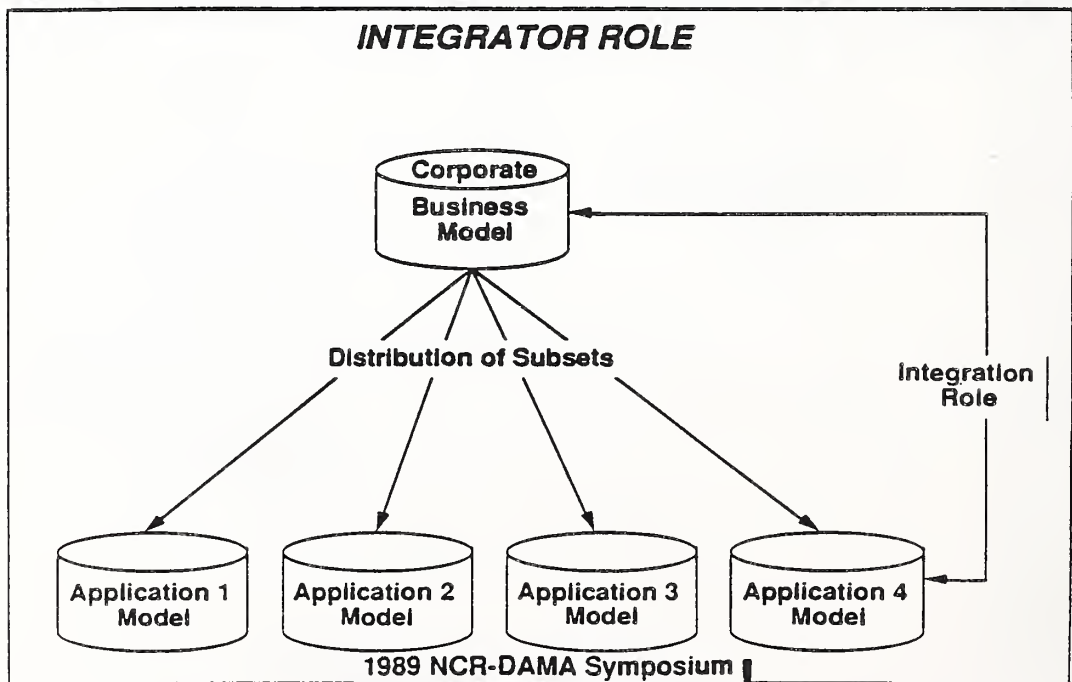 INTEGRATOR ROLE
Corporate
Business
Model
Distribution of Subsets
Integration
Role
Application 1
Model
Application 2
Model
Application 3
Model
Application 4
Model
1989 NCR-DAMA Symposium